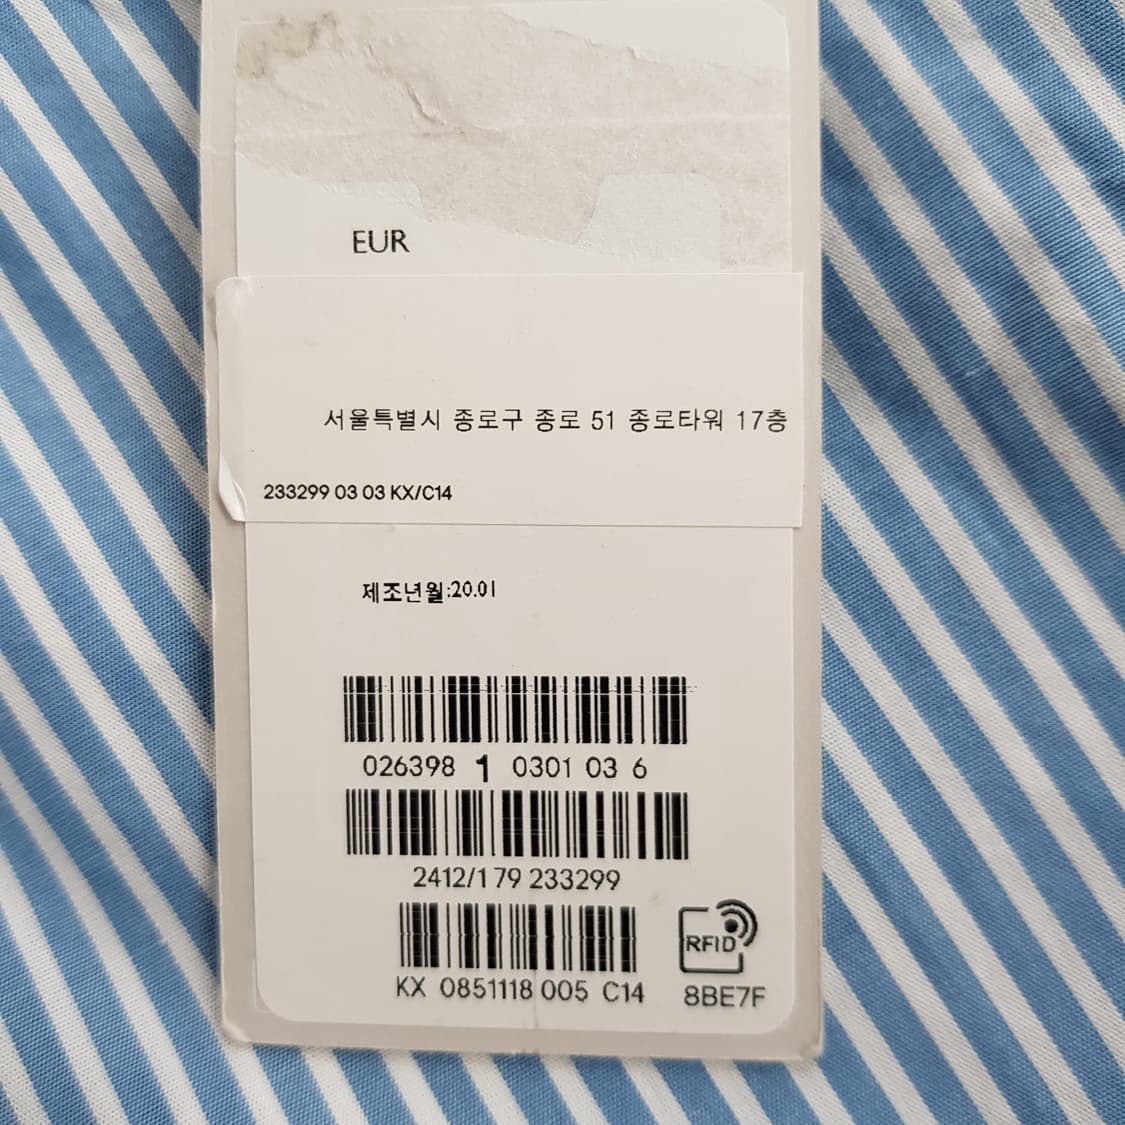 EUR
서울특별시 종로구 종로 51 종로타워 17층
233299 03 03 KX/C14
제조년월:20.01
026398 1 0301 03 6
2412/1 79 233299
RFID
KX 0851118 005 C14
8BE7F